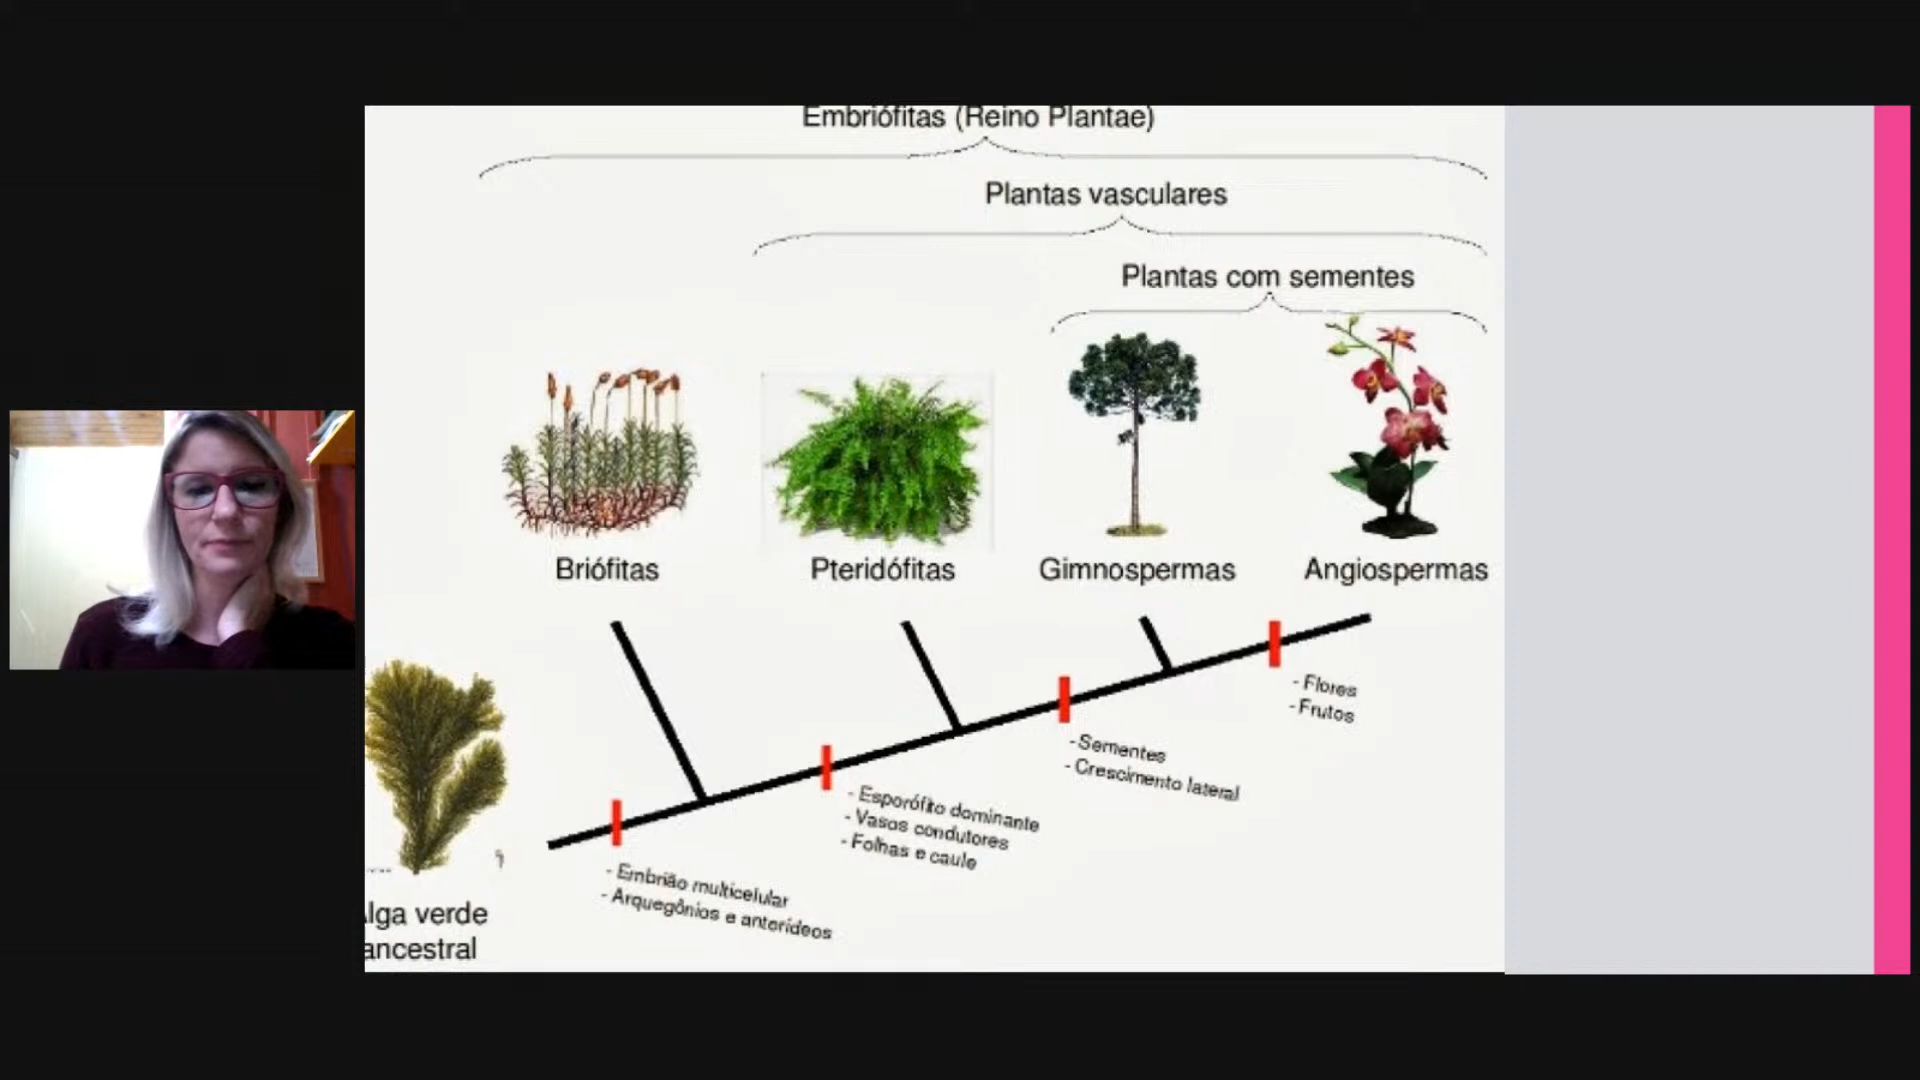 Embriófitas (Reino Plantae)
Plantas vasculares
Plantas com sementes
Briófitas
Pteridófitas
Gimnospermas
Angiospermas
- Flores
- Frutos
- Sementes
- Crescimento lateral
- Esporófito dominante
- Vasos condutores
- Folhas e caule
- Embrião multicelular
- Arquegônios e anterídeos
lga verde
ancestral